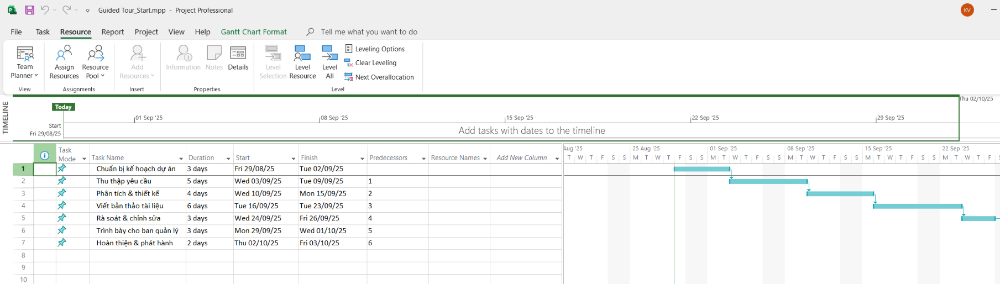 Guided Tour_Start.mpp - Project Professional
KV
File Task Resource Report Project View Help Gantt Chart Format Tell me what you want to do
Team Planner
Assign Resources
Resource Pool
Add Resources
Information
Notes
Details
Level Selection
Level Resource
Level All
Leveling Options
Clear Leveling
Next Overallocation
View Assignments Insert Properties Level
TIMELINE
Today
Thu 02/10/25
01 Sep '25 08 Sep '25 15 Sep '25 22 Sep '25 29 Sep '25
Start
Fri 29/08/25
Add tasks with dates to the timeline
Task Mode Task Name Duration Start Finish Predecessors Resource Names Add New Column
1 Chuẩn bị kế hoạch dự án 3 days Fri 29/08/25 Tue 02/09/25
2 Thu thập yêu cầu 5 days Wed 03/09/25 Tue 09/09/25 1
3 Phân tích & thiết kế 4 days Wed 10/09/25 Mon 15/09/25 2
4 Viết bản thảo tài liệu 6 days Tue 16/09/25 Tue 23/09/25 3
5 Rà soát & chỉnh sửa 3 days Wed 24/09/25 Fri 26/09/25 4
6 Trình bày cho ban quản lý 3 days Mon 29/09/25 Wed 01/10/25 5
7 Hoàn thiện & phát hành 2 days Thu 02/10/25 Fri 03/10/25 6
8
9
10
Aug '25 25 Aug '25 01 Sep '25 08 Sep '25 15 Sep '25 22 Sep '25
T W T F S S M T W T F S S M T W T F S S M T W T F S S M T W T F S S M T W T F S